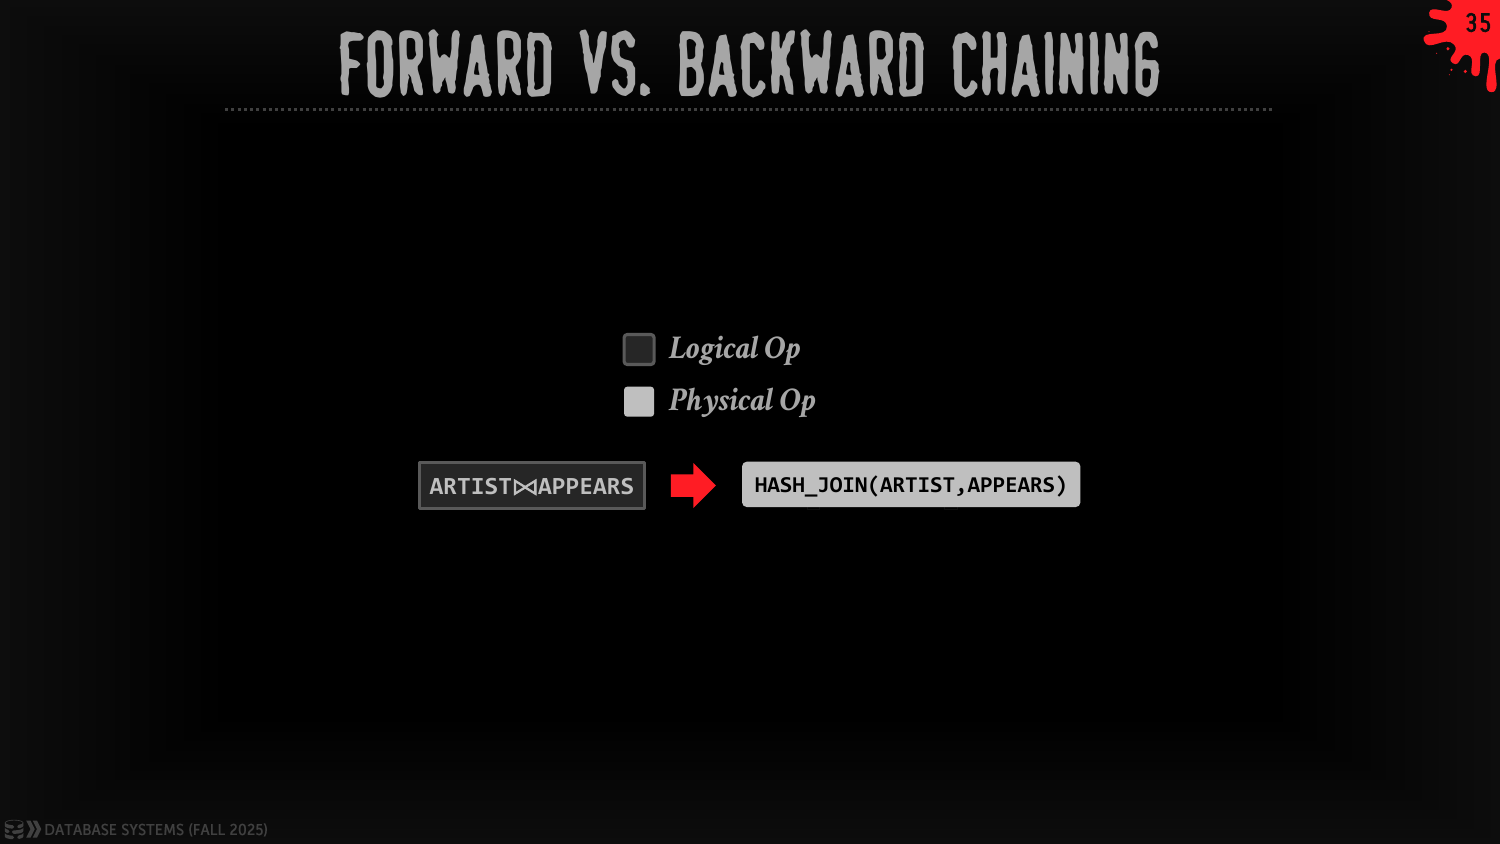 35
FORWARD VS. BACKWARD CHAINING
Logical Op
Physical Op
ARTIST⋈APPEARS
HASH_JOIN(ARTIST,APPEARS)
DATABASE SYSTEMS (FALL 2025)